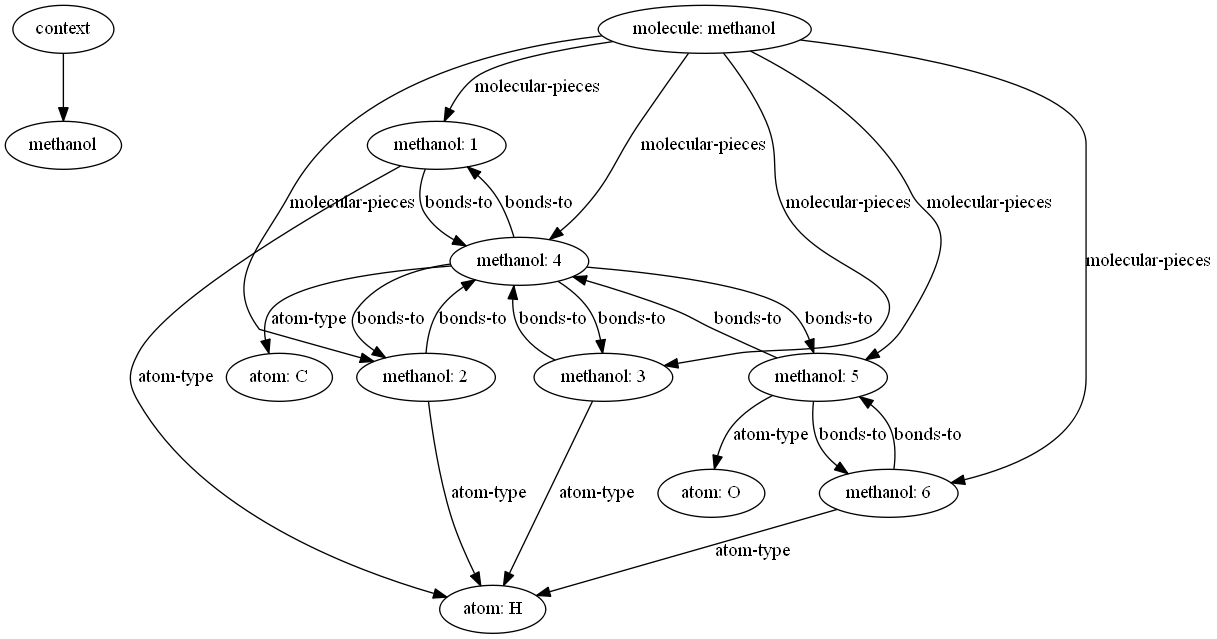 context
molecule: methanol
molecular-pieces
methanol
methanol: 1
molecular-pieces
molecular-pieces
bonds-to
bonds-to
molecular-pieces
molecular-pieces
methanol: 4
molecular-pieces
atom-type
bonds-to
bonds-to
bonds-to
bonds-to
bonds-to
bonds-to
atom-type
atom: C
methanol: 2
methanol: 3
methanol: 5
atom-type
bonds-to
bonds-to
atom-type
atom-type
atom: O
methanol: 6
atom-type
atom: H